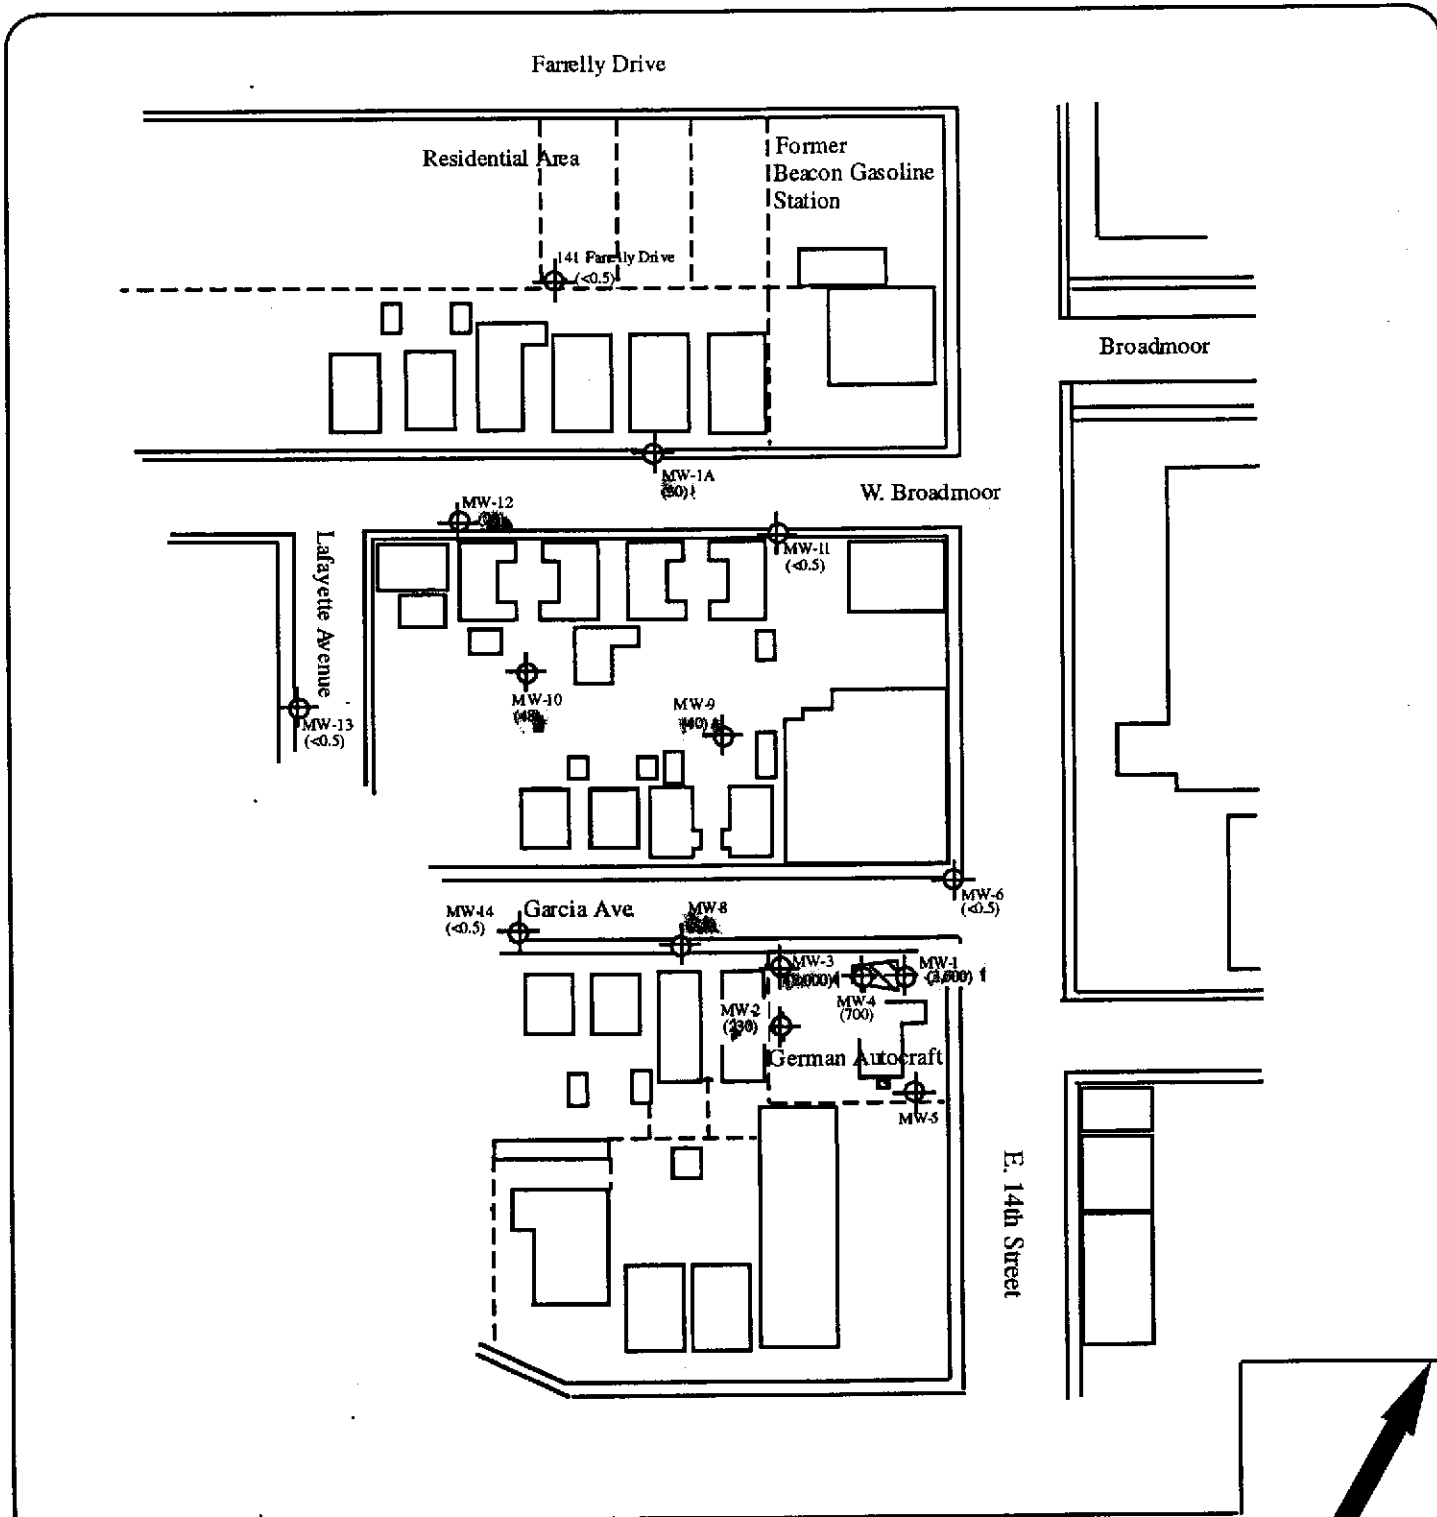 Farrelly Drive
Residential Area
Former
Beacon Gasoline
Station
141 Farrelly Drive
(<0.5)
Broadmoor
MW-1A
W. Broadmoor
MW-12
MW-11
(<0.5)
Lafayette Avenue
MW-10
MW-9
(40)
MW-13
(<0.5)
MW-6
(<0.5)
MW-14
(<0.5)
Garcia Ave.
MW-8
MW-3
MW-1
MW-4
(700)
MW-2
(230)
German Autocraft
MW-5
E. 14th Street